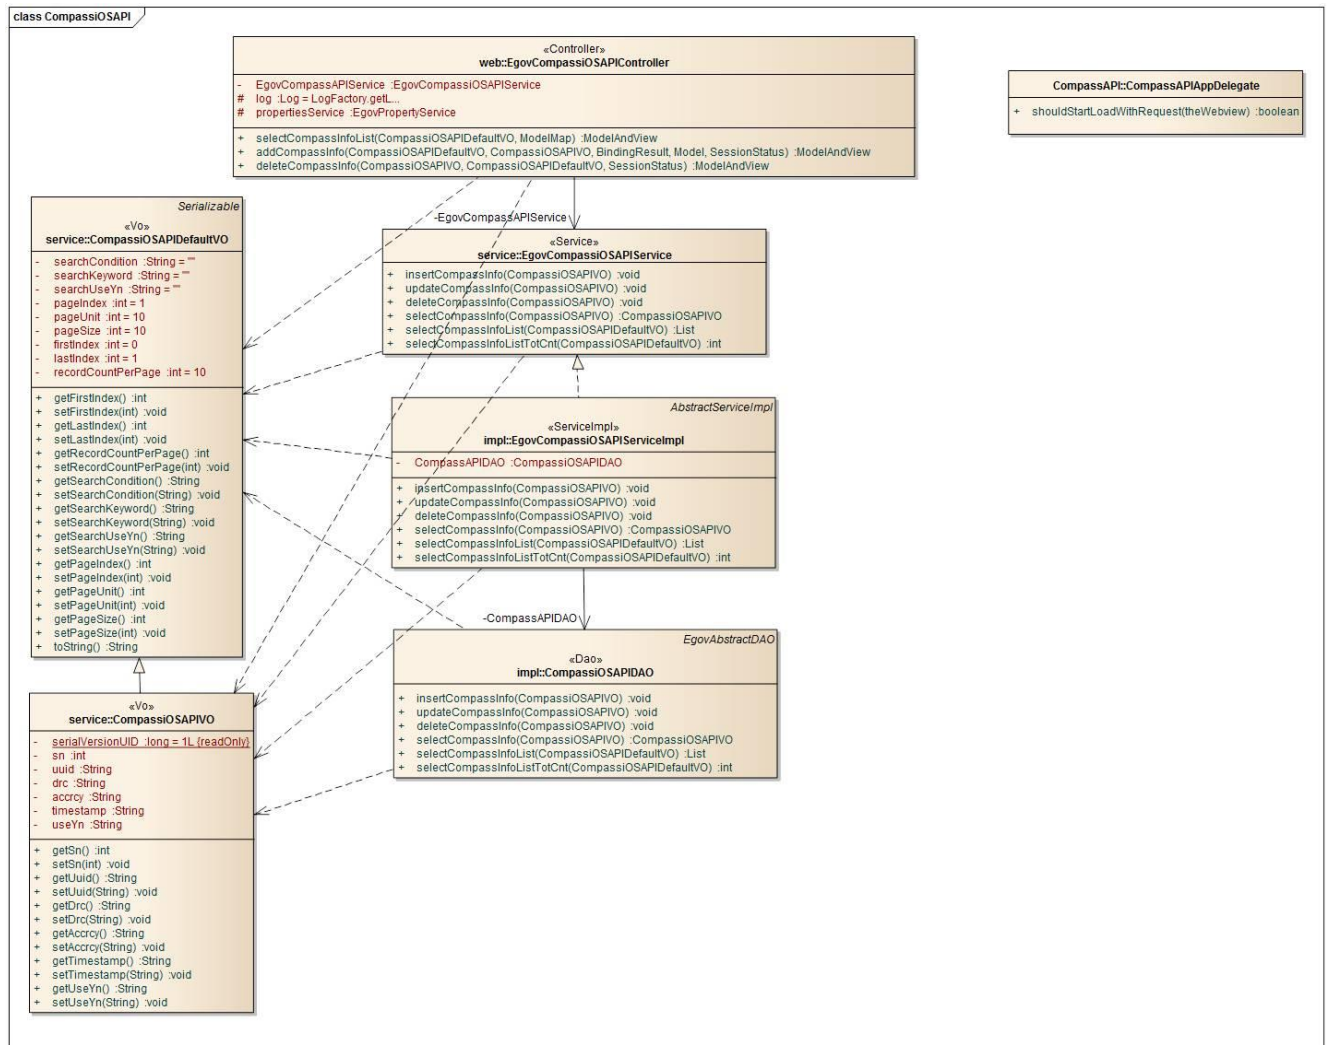 class CompassiOSAPI
«Controller»
web::EgovCompassiOSAPIController
- EgovCompassAPIService :EgovCompassiOSAPIService
# log :Log = LogFactory.getL...
# propertiesService :EgovPropertyService
+ selectCompassInfoList(CompassiOSAPIDefaultVO, ModelMap) :ModelAndView
+ addCompassInfo(CompassiOSAPIDefaultVO, CompassiOSAPIVO, BindingResult, Model, SessionStatus) :ModelAndView
+ deleteCompassInfo(CompassiOSAPIVO, CompassiOSAPIDefaultVO, SessionStatus) :ModelAndView
CompassAPI::CompassAPIAppDelegate
+ shouldStartLoadWithRequest(theWebview) :boolean
Serializable
«Vo»
service::CompassiOSAPIDefaultVO
- searchCondition :String = ""
- searchKeyword :String = ""
- searchUseYn :String = ""
- pageIndex :int = 1
- pageUnit :int = 10
- pageSize :int = 10
- firstIndex :int = 0
- lastIndex :int = 1
- recordCountPerPage :int = 10
+ getFirstIndex() :int
+ setFirstIndex(int) :void
+ getLastIndex() :int
+ setLastIndex(int) :void
+ getRecordCountPerPage() :int
+ setRecordCountPerPage(int) :void
+ getSearchCondition() :String
+ setSearchCondition(String) :void
+ getSearchKeyword() :String
+ setSearchKeyword(String) :void
+ getSearchUseYn() :String
+ setSearchUseYn(String) :void
+ getPageIndex() :int
+ setPageIndex(int) :void
+ getPageUnit() :int
+ setPageUnit(int) :void
+ getPageSize() :int
+ setPageSize(int) :void
+ toString() :String
-EgovCompassAPIService
«Service»
service::EgovCompassiOSAPIService
+ insertCompassInfo(CompassiOSAPIVO) :void
+ updateCompassInfo(CompassiOSAPIVO) :void
+ deleteCompassInfo(CompassiOSAPIVO) :void
+ selectCompassInfo(CompassiOSAPIVO) :CompassiOSAPIVO
+ selectCompassInfoList(CompassiOSAPIDefaultVO) :List
+ selectCompassInfoListTotCnt(CompassiOSAPIDefaultVO) :int
AbstractServiceImpl
«ServiceImpl»
impl::EgovCompassiOSAPIServiceImpl
- CompassAPIDAO :CompassiOSAPIDAO
+ insertCompassInfo(CompassiOSAPIVO) :void
+ updateCompassInfo(CompassiOSAPIVO) :void
+ deleteCompassInfo(CompassiOSAPIVO) :void
+ selectCompassInfo(CompassiOSAPIVO) :CompassiOSAPIVO
+ selectCompassInfoList(CompassiOSAPIDefaultVO) :List
+ selectCompassInfoListTotCnt(CompassiOSAPIDefaultVO) :int
-CompassAPIDAO
EgovAbstractDAO
«Dao»
impl::CompassiOSAPIDAO
+ insertCompassInfo(CompassiOSAPIVO) :void
+ updateCompassInfo(CompassiOSAPIVO) :void
+ deleteCompassInfo(CompassiOSAPIVO) :void
+ selectCompassInfo(CompassiOSAPIVO) :CompassiOSAPIVO
+ selectCompassInfoList(CompassiOSAPIDefaultVO) :List
+ selectCompassInfoListTotCnt(CompassiOSAPIDefaultVO) :int
«Vo»
service::CompassiOSAPIVO
- serialVersionUID :long = 1L {readOnly}
- sn :int
- uuid :String
- drc :String
- accrcy :String
- timestamp :String
- useYn :String
+ getSn() :int
+ setSn(int) :void
+ getUuid() :String
+ setUuid(String) :void
+ getDrc() :String
+ setDrc(String) :void
+ getAccrcy() :String
+ setAccrcy(String) :void
+ getTimestamp() :String
+ setTimestamp(String) :void
+ getUseYn() :String
+ setUseYn(String) :void